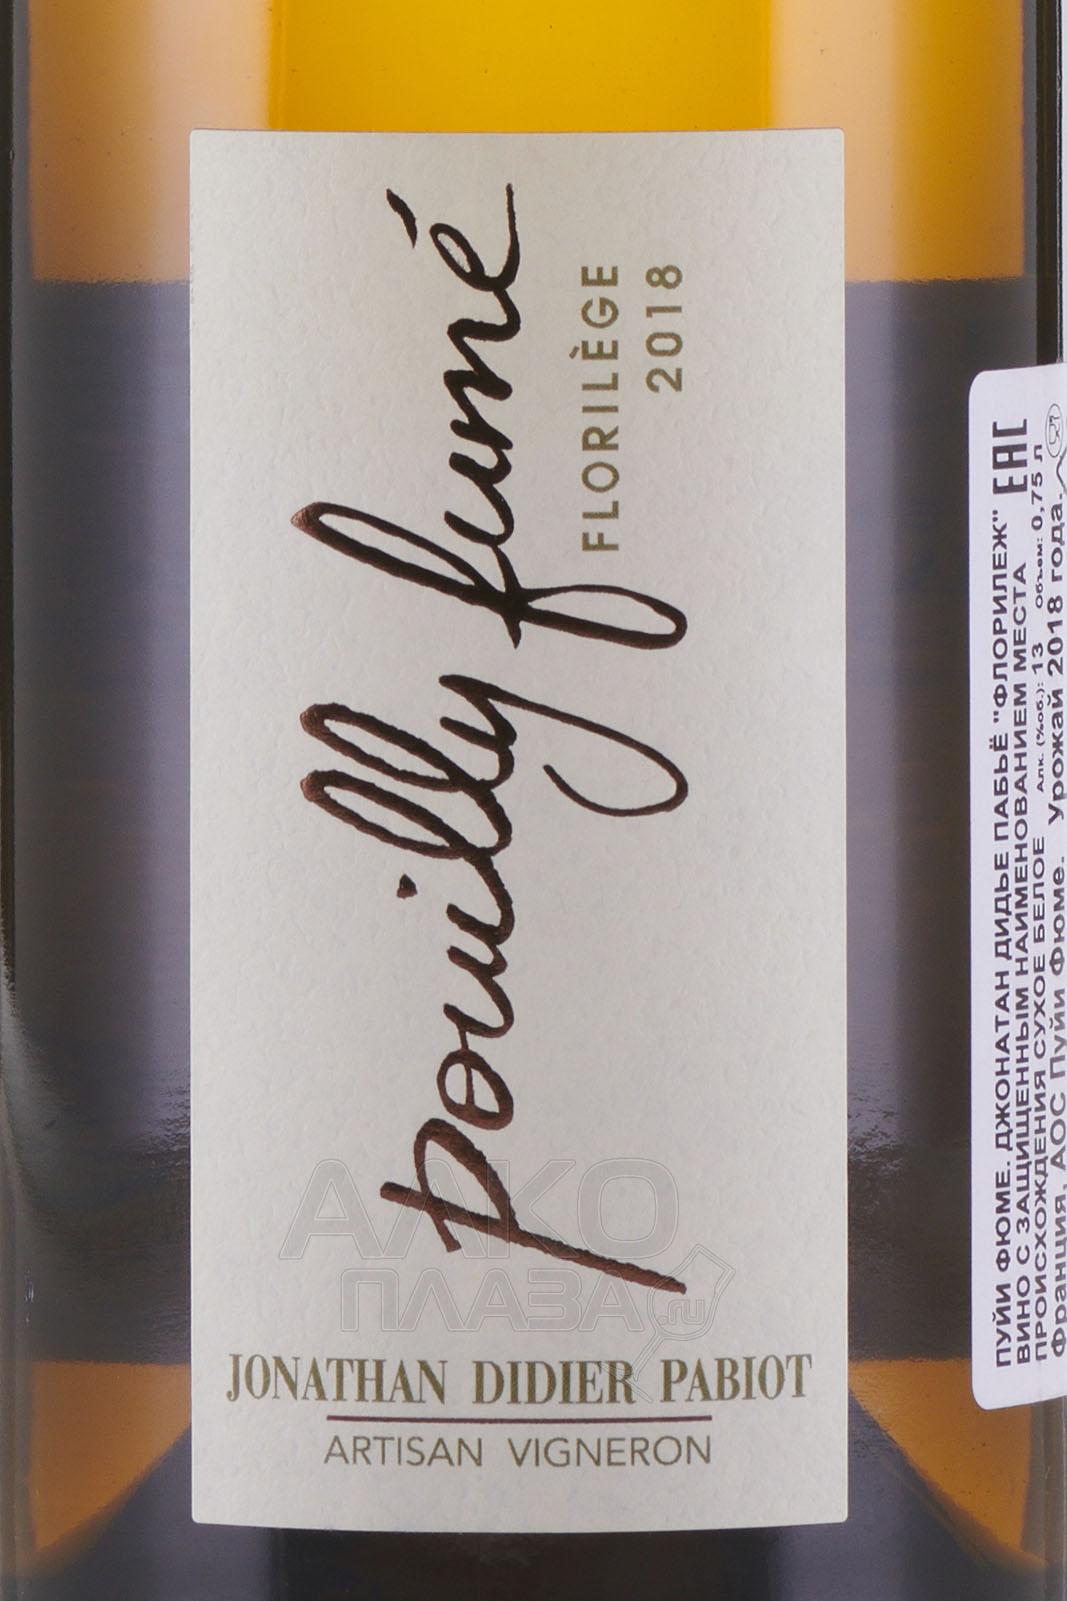 pouilly fumé
FLORILÈGE
2018
JONATHAN DIDIER PABIOT
ARTISAN VIGNERON
АЛКО
ПЛАЗА
.ru
ПУЙИ ФЮМЕ. ДЖОНАТАН ДИДЬЕ ПАБЬЁ "ФЛОРИЛЕЖ"
ВИНО С ЗАЩИЩЕННЫМ НАИМЕНОВАНИЕМ МЕСТА
ПРОИСХОЖДЕНИЯ СУХОЕ БЕЛОЕ Алк. (%об.): 13 Объем: 0,75 л
Франция, АОС Пуйи Фюме. Урожай 2018 года.
EAC